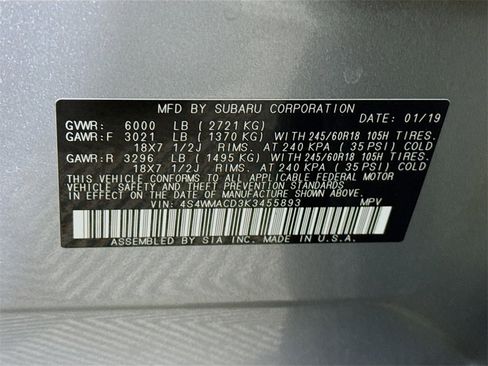 MFD BY SUBARU CORPORATION
DATE: 01/19
GVWR: 6000 LB (2721 KG)
GAWR: F 3021 LB (1370 KG) WITH 245/60R18 105H TIRES.
18X7 1/2J RIMS. AT 240 KPA (35 PSI) COLD
GAWR: R 3296 LB (1495 KG) WITH 245/60R18 105H TIRES.
18X7 1/2J RIMS. AT 240 KPA (35 PSI) COLD
THIS VEHICLE CONFORMS TO ALL APPLICABLE FEDERAL MOTOR
VEHICLE SAFETY AND THEFT PREVENTION STANDARDS
IN EFFECT ON THE DATE OF MANUFACTURE SHOWN ABOVE.
VIN: 4S4WMACD3K3455893 MPV
ASSEMBLED BY SIA INC. MADE IN U.S.A.